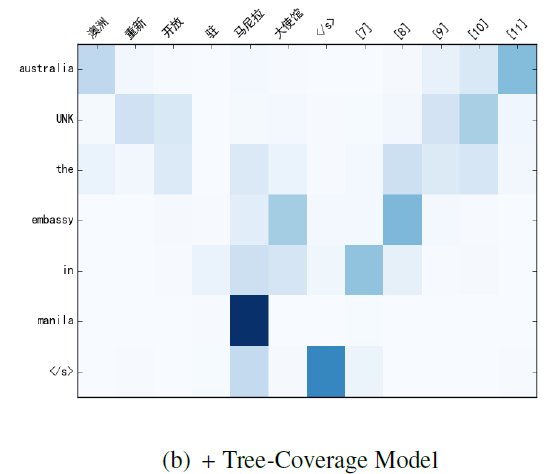 澳洲 重新 开放 驻 马尼拉 大使馆 </s> [7] [8] [9] [10] [11]
australia
UNK
the
embassy
in
manila
</s>
(b) + Tree-Coverage Model